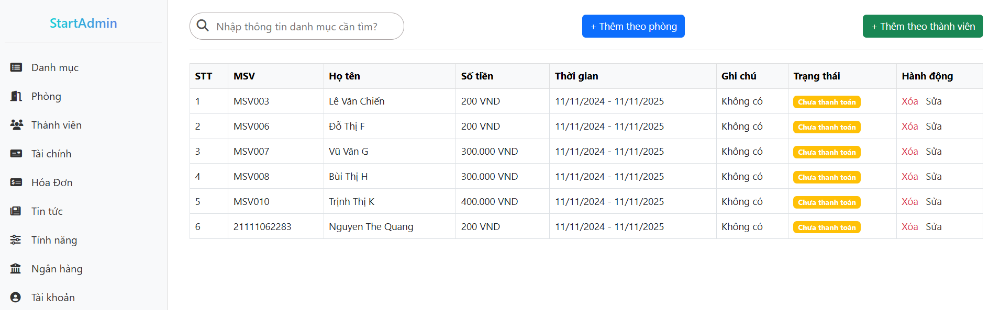 StartAdmin
Danh mục
Phòng
Thành viên
Tài chính
Hóa Đơn
Tin tức
Tính năng
Ngân hàng
Tài khoản
Nhập thông tin danh mục cần tìm?
+ Thêm theo phòng
+ Thêm theo thành viên
STT MSV Họ tên Số tiền Thời gian Ghi chú Trạng thái Hành động
1 MSV003 Lê Văn Chiến 200 VND 11/11/2024 - 11/11/2025 Không có Chưa thanh toán Xóa Sửa
2 MSV006 Đỗ Thị F 200 VND 11/11/2024 - 11/11/2025 Không có Chưa thanh toán Xóa Sửa
3 MSV007 Vũ Văn G 300.000 VND 11/11/2024 - 11/11/2025 Không có Chưa thanh toán Xóa Sửa
4 MSV008 Bùi Thị H 300.000 VND 11/11/2024 - 11/11/2025 Không có Chưa thanh toán Xóa Sửa
5 MSV010 Trịnh Thị K 400.000 VND 11/11/2024 - 11/11/2025 Không có Chưa thanh toán Xóa Sửa
6 21111062283 Nguyen The Quang 200 VND 11/11/2024 - 11/11/2025 Không có Chưa thanh toán Xóa Sửa